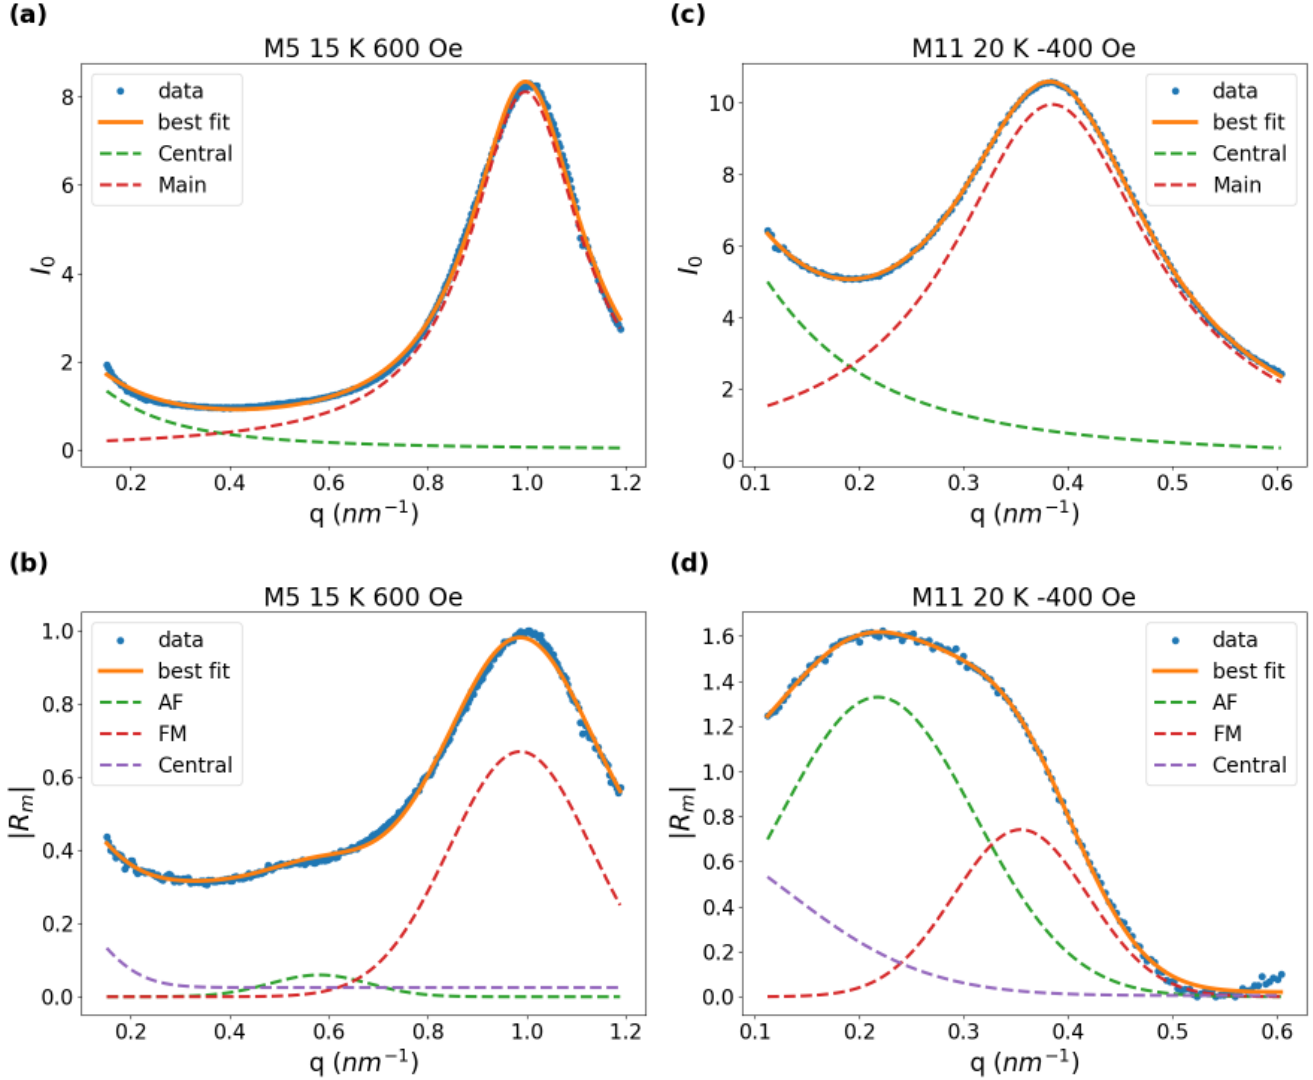 (a)
M5 15 K 600 Oe
data
best fit
Central
Main
8
6
4
2
0
I₀
0.2 0.4 0.6 0.8 1.0 1.2
q (nm⁻¹)
(c)
M11 20 K -400 Oe
data
best fit
Central
Main
10
8
6
4
2
0
I₀
0.1 0.2 0.3 0.4 0.5 0.6
q (nm⁻¹)
(b)
M5 15 K 600 Oe
data
best fit
AF
FM
Central
1.0
0.8
0.6
0.4
0.2
0.0
|Rₘ|
0.2 0.4 0.6 0.8 1.0 1.2
q (nm⁻¹)
(d)
M11 20 K -400 Oe
data
best fit
AF
FM
Central
1.6
1.4
1.2
1.0
0.8
0.6
0.4
0.2
0.0
|Rₘ|
0.1 0.2 0.3 0.4 0.5 0.6
q (nm⁻¹)